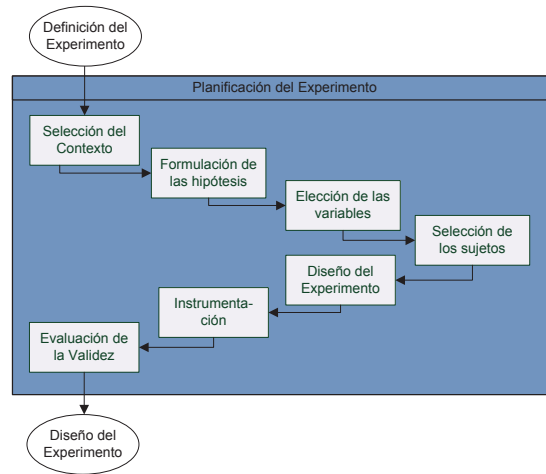 Definición del
Experimento
Planificación del Experimento
Selección del
Contexto
Formulación de
las hipótesis
Elección de las
variables
Selección de
los sujetos
Diseño del
Experimento
Instrumenta-
ción
Evaluación de
la Validez
Diseño del
Experimento